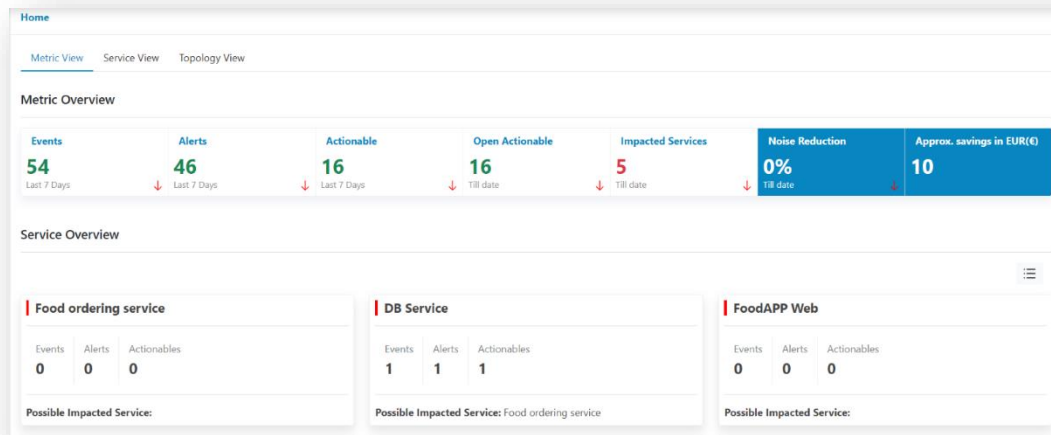 Home
Metric View Service View Topology View
Metric Overview
Events Alerts Actionable Open Actionable Impacted Services Noise Reduction Approx. savings in EUR(€)
54 46 16 16 5 0% 10
Last 7 Days Last 7 Days Last 7 Days Till date Till date Till date
Service Overview
Food ordering service DB Service FoodAPP Web
Events Alerts Actionables Events Alerts Actionables Events Alerts Actionables
0 0 0 1 1 1 0 0 0
Possible Impacted Service: Possible Impacted Service: Food ordering service Possible Impacted Service: